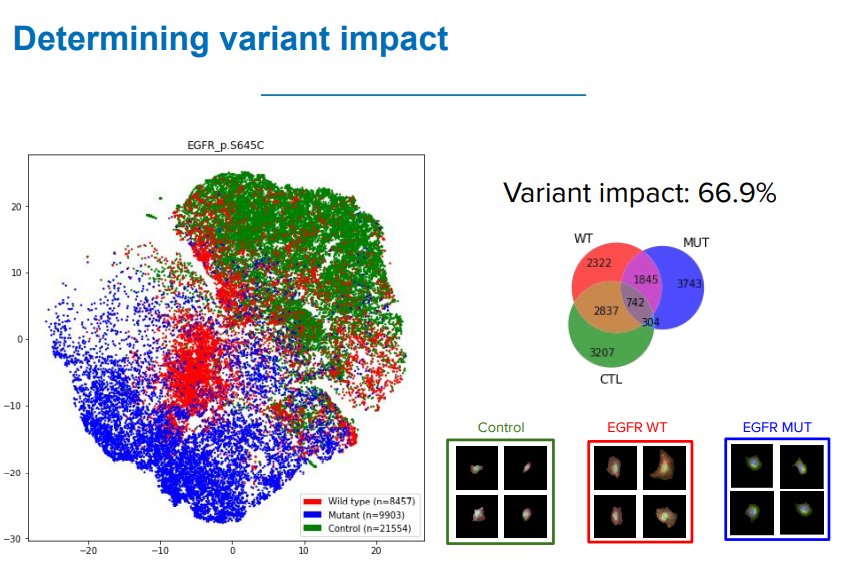 Determining variant impact
EGFR_p.S645C
20
10
0
−10
−20
−30
−20
−10
0
10
20
Wild type (n=8457)
Mutant (n=9903)
Control (n=21554)
Variant impact: 66.9%
WT
MUT
2322
1845
3743
742
2837
304
3207
CTL
Control
EGFR WT
EGFR MUT